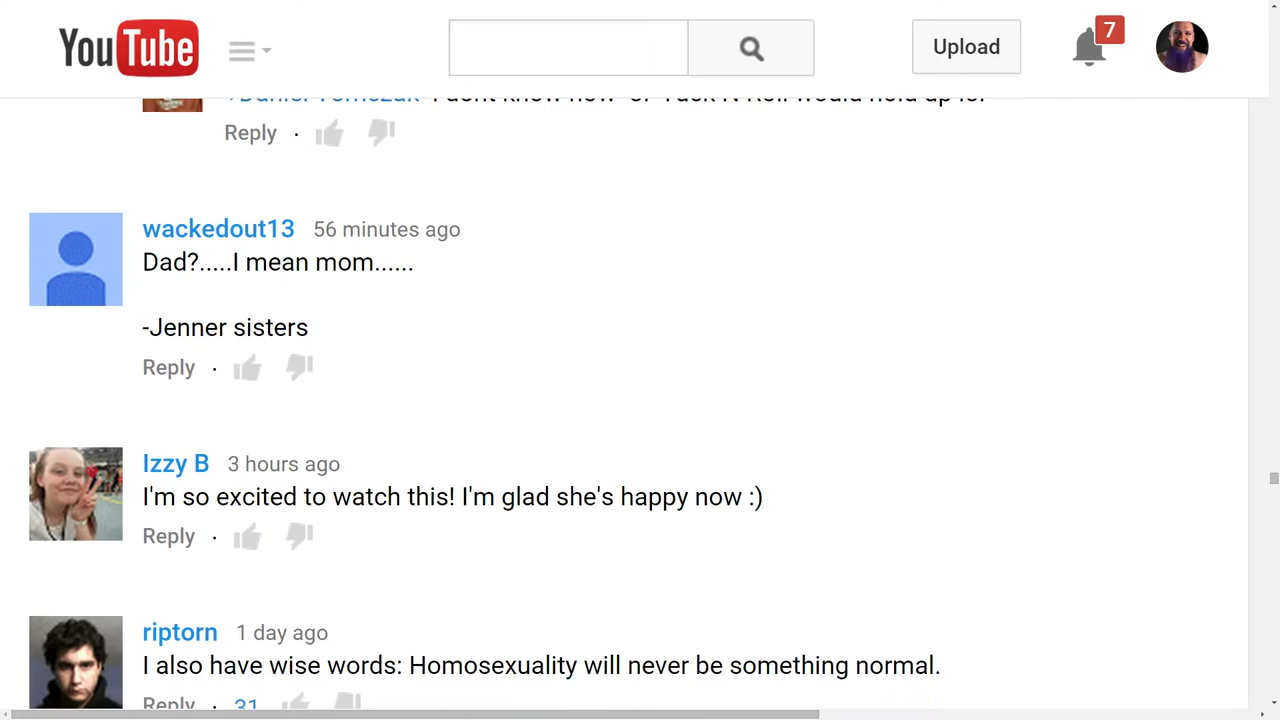 YouTube
Upload
7
Reply ·
wackedout13 56 minutes ago
Dad?.....I mean mom......
-Jenner sisters
Reply ·
Izzy B 3 hours ago
I'm so excited to watch this! I'm glad she's happy now :)
Reply ·
riptorn 1 day ago
I also have wise words: Homosexuality will never be something normal.
Reply · 31